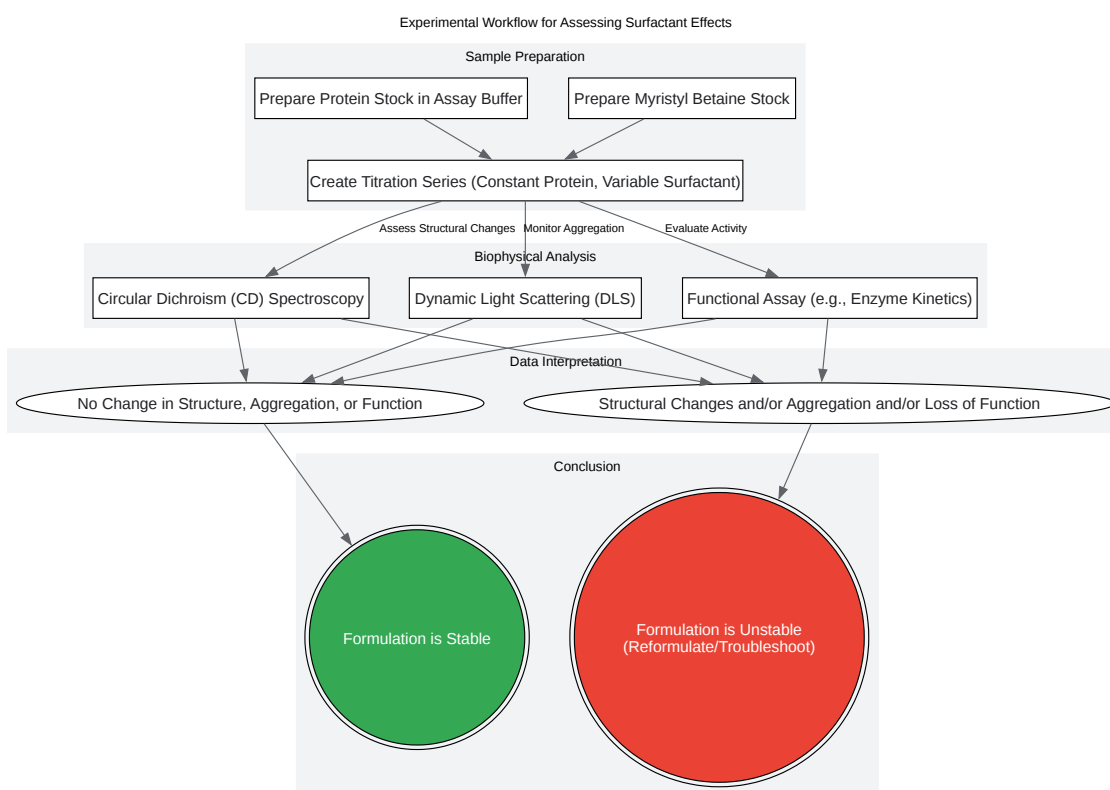 Experimental Workflow for Assessing Surfactant Effects
Sample Preparation
Prepare Protein Stock in Assay Buffer
Prepare Myristyl Betaine Stock
Create Titration Series (Constant Protein, Variable Surfactant)
Assess Structural Changes
Monitor Aggregation
Evaluate Activity
Biophysical Analysis
Circular Dichroism (CD) Spectroscopy
Dynamic Light Scattering (DLS)
Functional Assay (e.g., Enzyme Kinetics)
Data Interpretation
No Change in Structure, Aggregation, or Function
Structural Changes and/or Aggregation and/or Loss of Function
Conclusion
Formulation is Stable
Formulation is Unstable
(Reformulate/Troubleshoot)